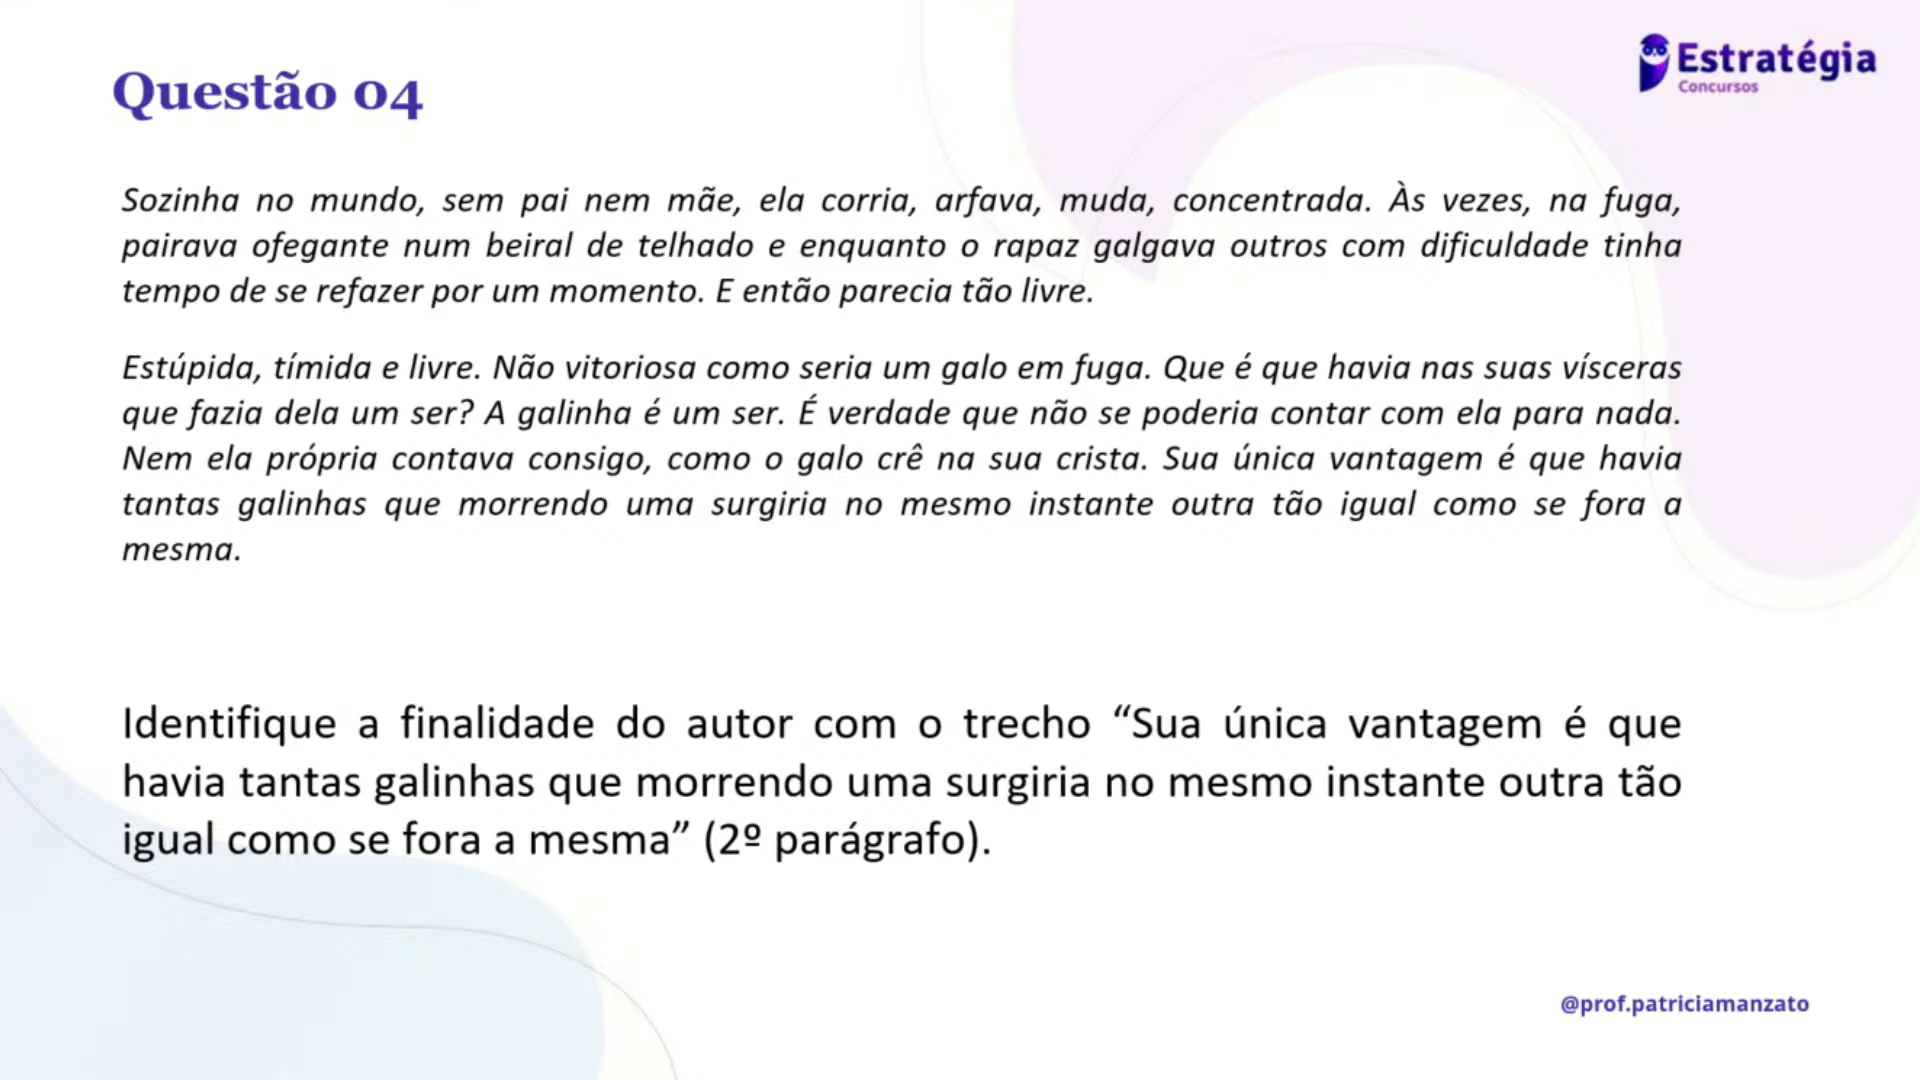 Questão 04
Estratégia
Concursos
Sozinha no mundo, sem pai nem mãe, ela corria, arfava, muda, concentrada. Às vezes, na fuga,
pairava ofegante num beiral de telhado e enquanto o rapaz galgava outros com dificuldade tinha
tempo de se refazer por um momento. E então parecia tão livre.
Estúpida, tímida e livre. Não vitoriosa como seria um galo em fuga. Que é que havia nas suas vísceras
que fazia dela um ser? A galinha é um ser. É verdade que não se poderia contar com ela para nada.
Nem ela própria contava consigo, como o galo crê na sua crista. Sua única vantagem é que havia
tantas galinhas que morrendo uma surgiria no mesmo instante outra tão igual como se fora a
mesma.
Identifique a finalidade do autor com o trecho “Sua única vantagem é que
havia tantas galinhas que morrendo uma surgiria no mesmo instante outra tão
igual como se fora a mesma” (2º parágrafo).
@prof.patriciamanzato